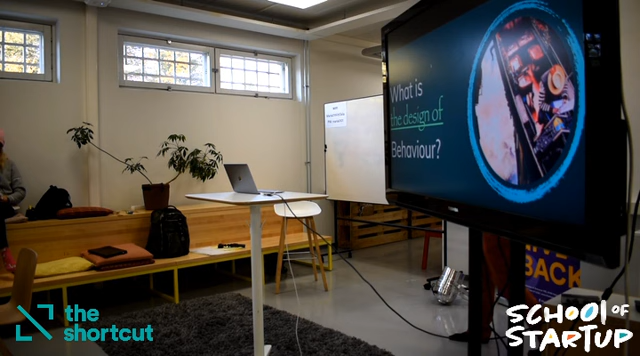 What is
the design of
Behaviour?
BACK
the
shortcut
SCHOOL OF
STARTUP